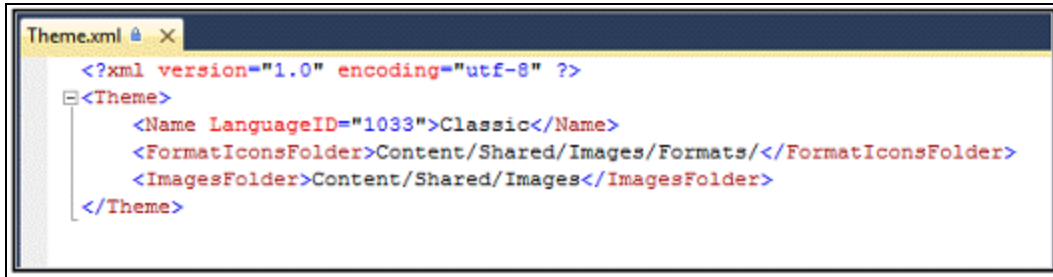 Theme.xml
<?xml version="1.0" encoding="utf-8" ?>
<Theme>
<Name LanguageID="1033">Classic</Name>
<FormatIconsFolder>Content/Shared/Images/Formats/</FormatIconsFolder>
<ImagesFolder>Content/Shared/Images</ImagesFolder>
</Theme>